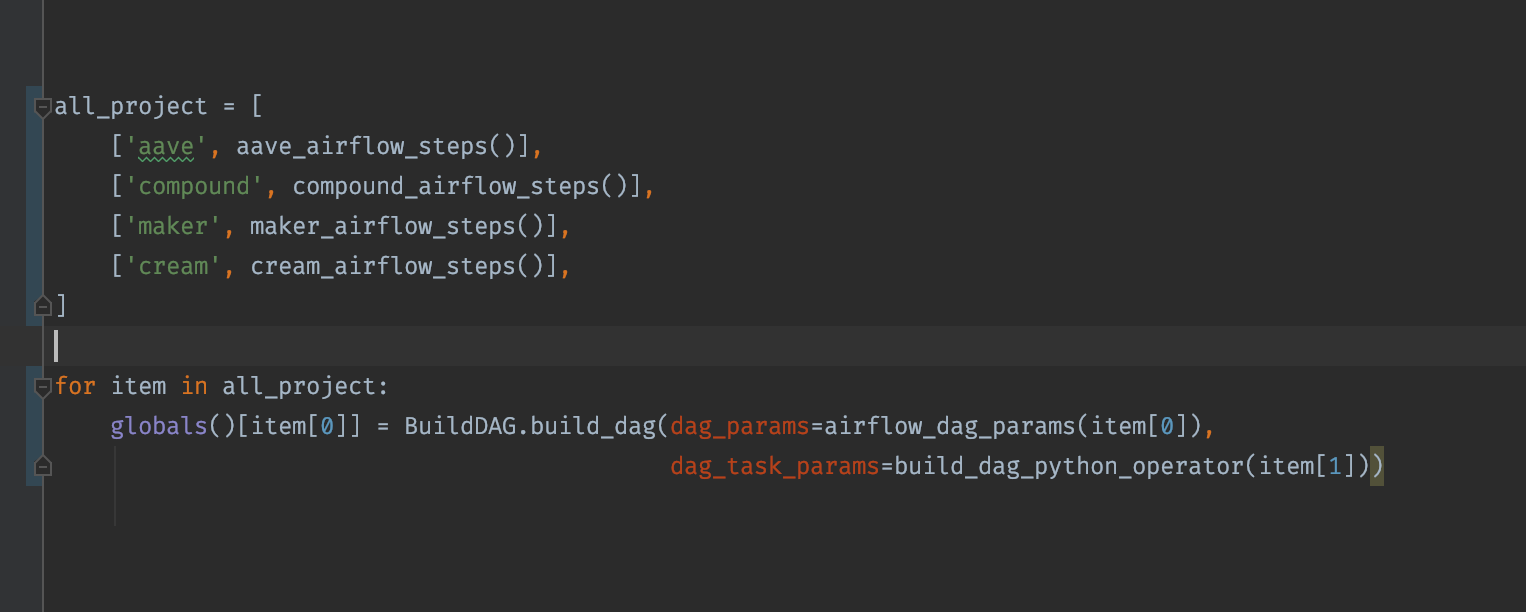 all_project = [
    ['aave', aave_airflow_steps()],
    ['compound', compound_airflow_steps()],
    ['maker', maker_airflow_steps()],
    ['cream', cream_airflow_steps()],
]
for item in all_project:
    globals()[item[0]] = BuildDAG.build_dag(dag_params=airflow_dag_params(item[0]),
                                            dag_task_params=build_dag_python_operator(item[1]))